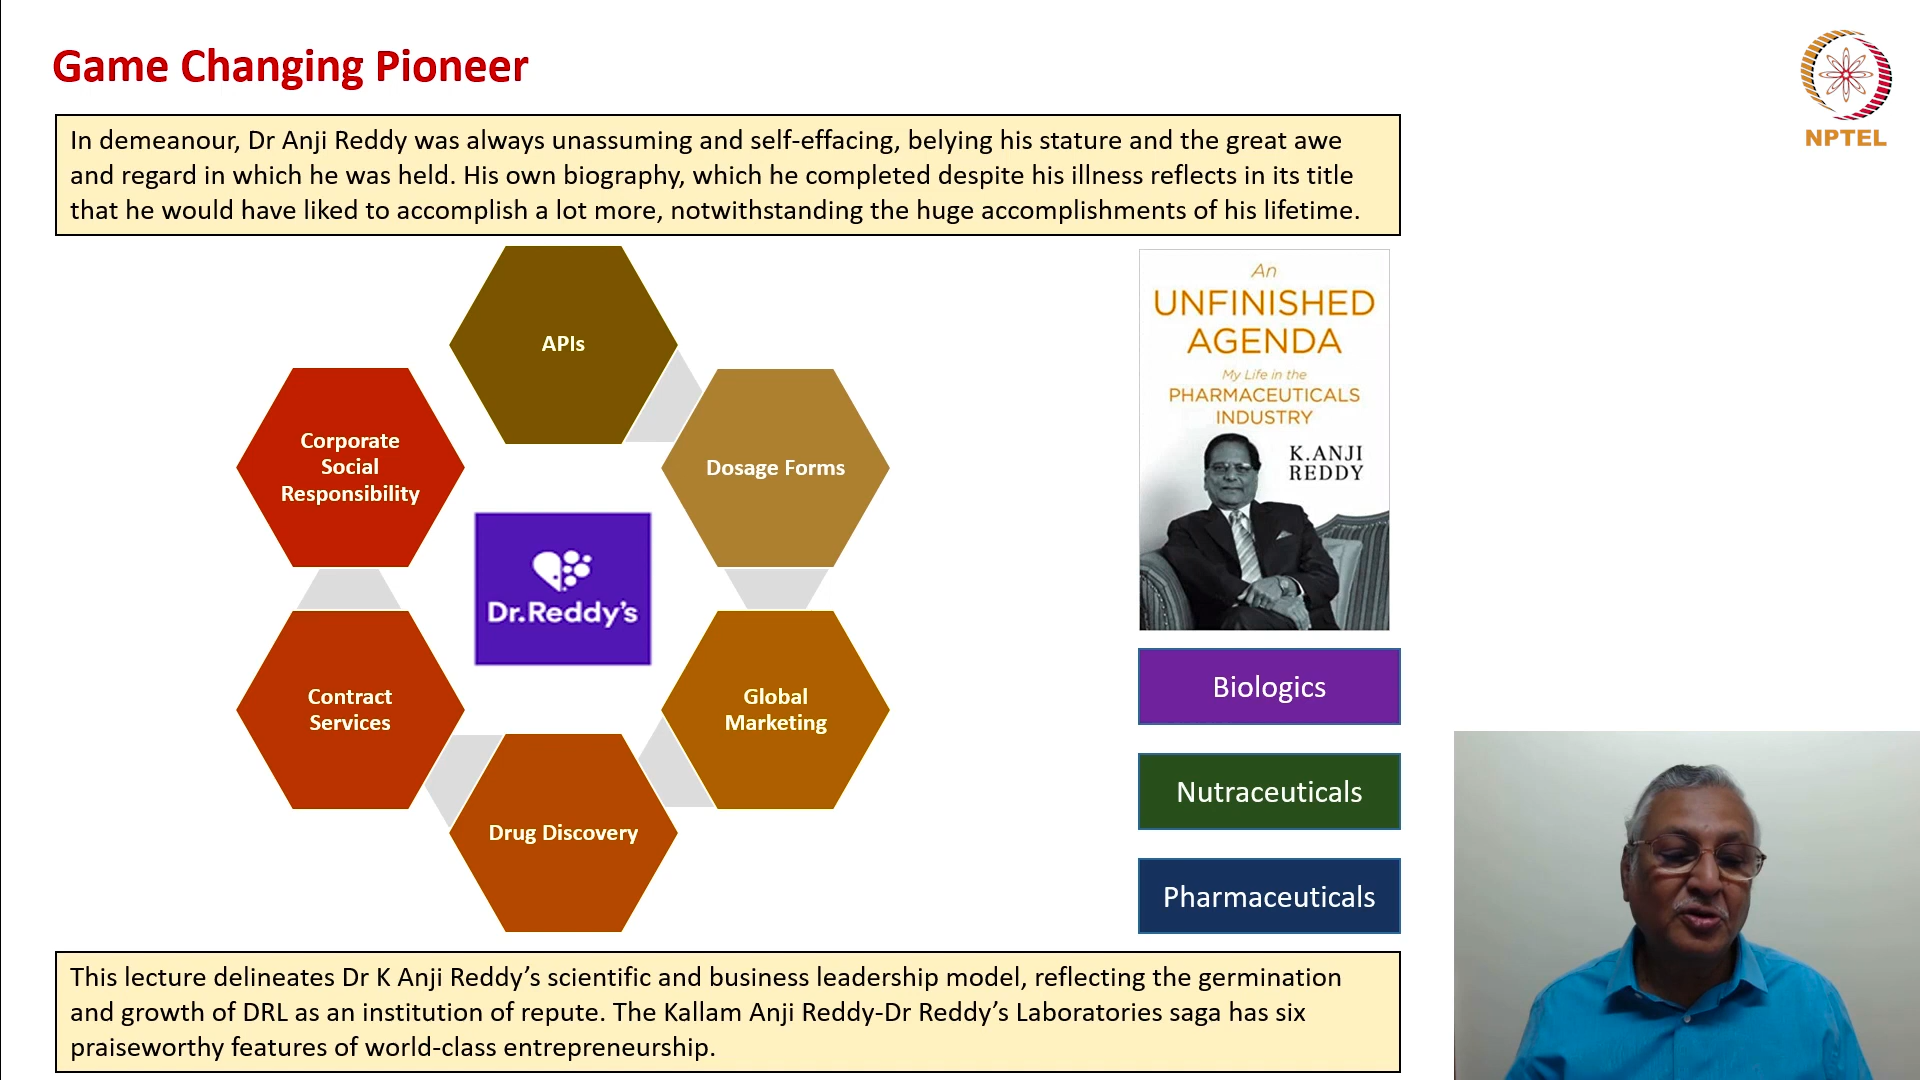 Game Changing Pioneer
NPTEL
In demeanour, Dr Anji Reddy was always unassuming and self-effacing, belying his stature and the great awe
and regard in which he was held. His own biography, which he completed despite his illness reflects in its title
that he would have liked to accomplish a lot more, notwithstanding the huge accomplishments of his lifetime.
APIs
Dosage Forms
Global
Marketing
Drug Discovery
Contract
Services
Corporate
Social
Responsibility
Dr.Reddy's
An
UNFINISHED
AGENDA
My Life in the
PHARMACEUTICALS
INDUSTRY
K.ANJI
REDDY
Biologics
Nutraceuticals
Pharmaceuticals
This lecture delineates Dr K Anji Reddy’s scientific and business leadership model, reflecting the germination
and growth of DRL as an institution of repute. The Kallam Anji Reddy-Dr Reddy’s Laboratories saga has six
praiseworthy features of world-class entrepreneurship.